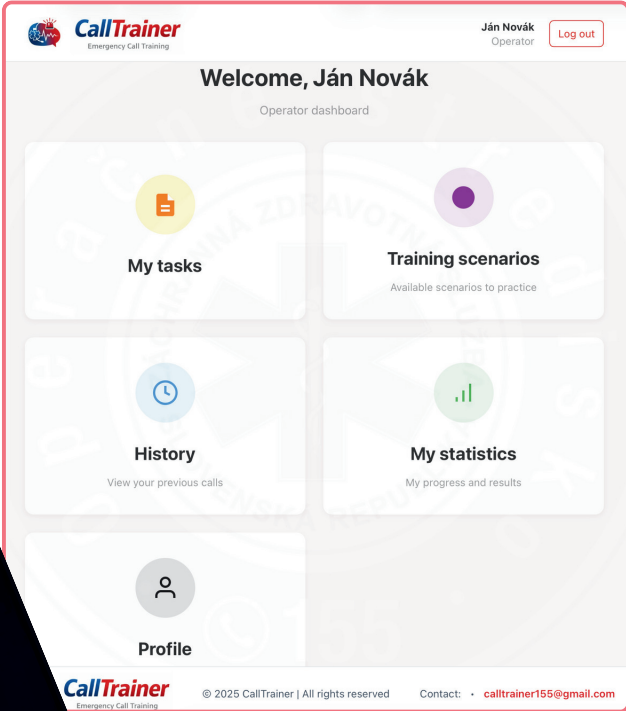 CallTrainer
Emergency Call Training
Ján Novák
Operator
Log out
Welcome, Ján Novák
Operator dashboard
My tasks
Training scenarios
Available scenarios to practice
History
View your previous calls
My statistics
My progress and results
Profile
155
CallTrainer
Emergency Call Training
© 2025 CallTrainer | All rights reserved
Contact: • calltrainer155@gmail.com